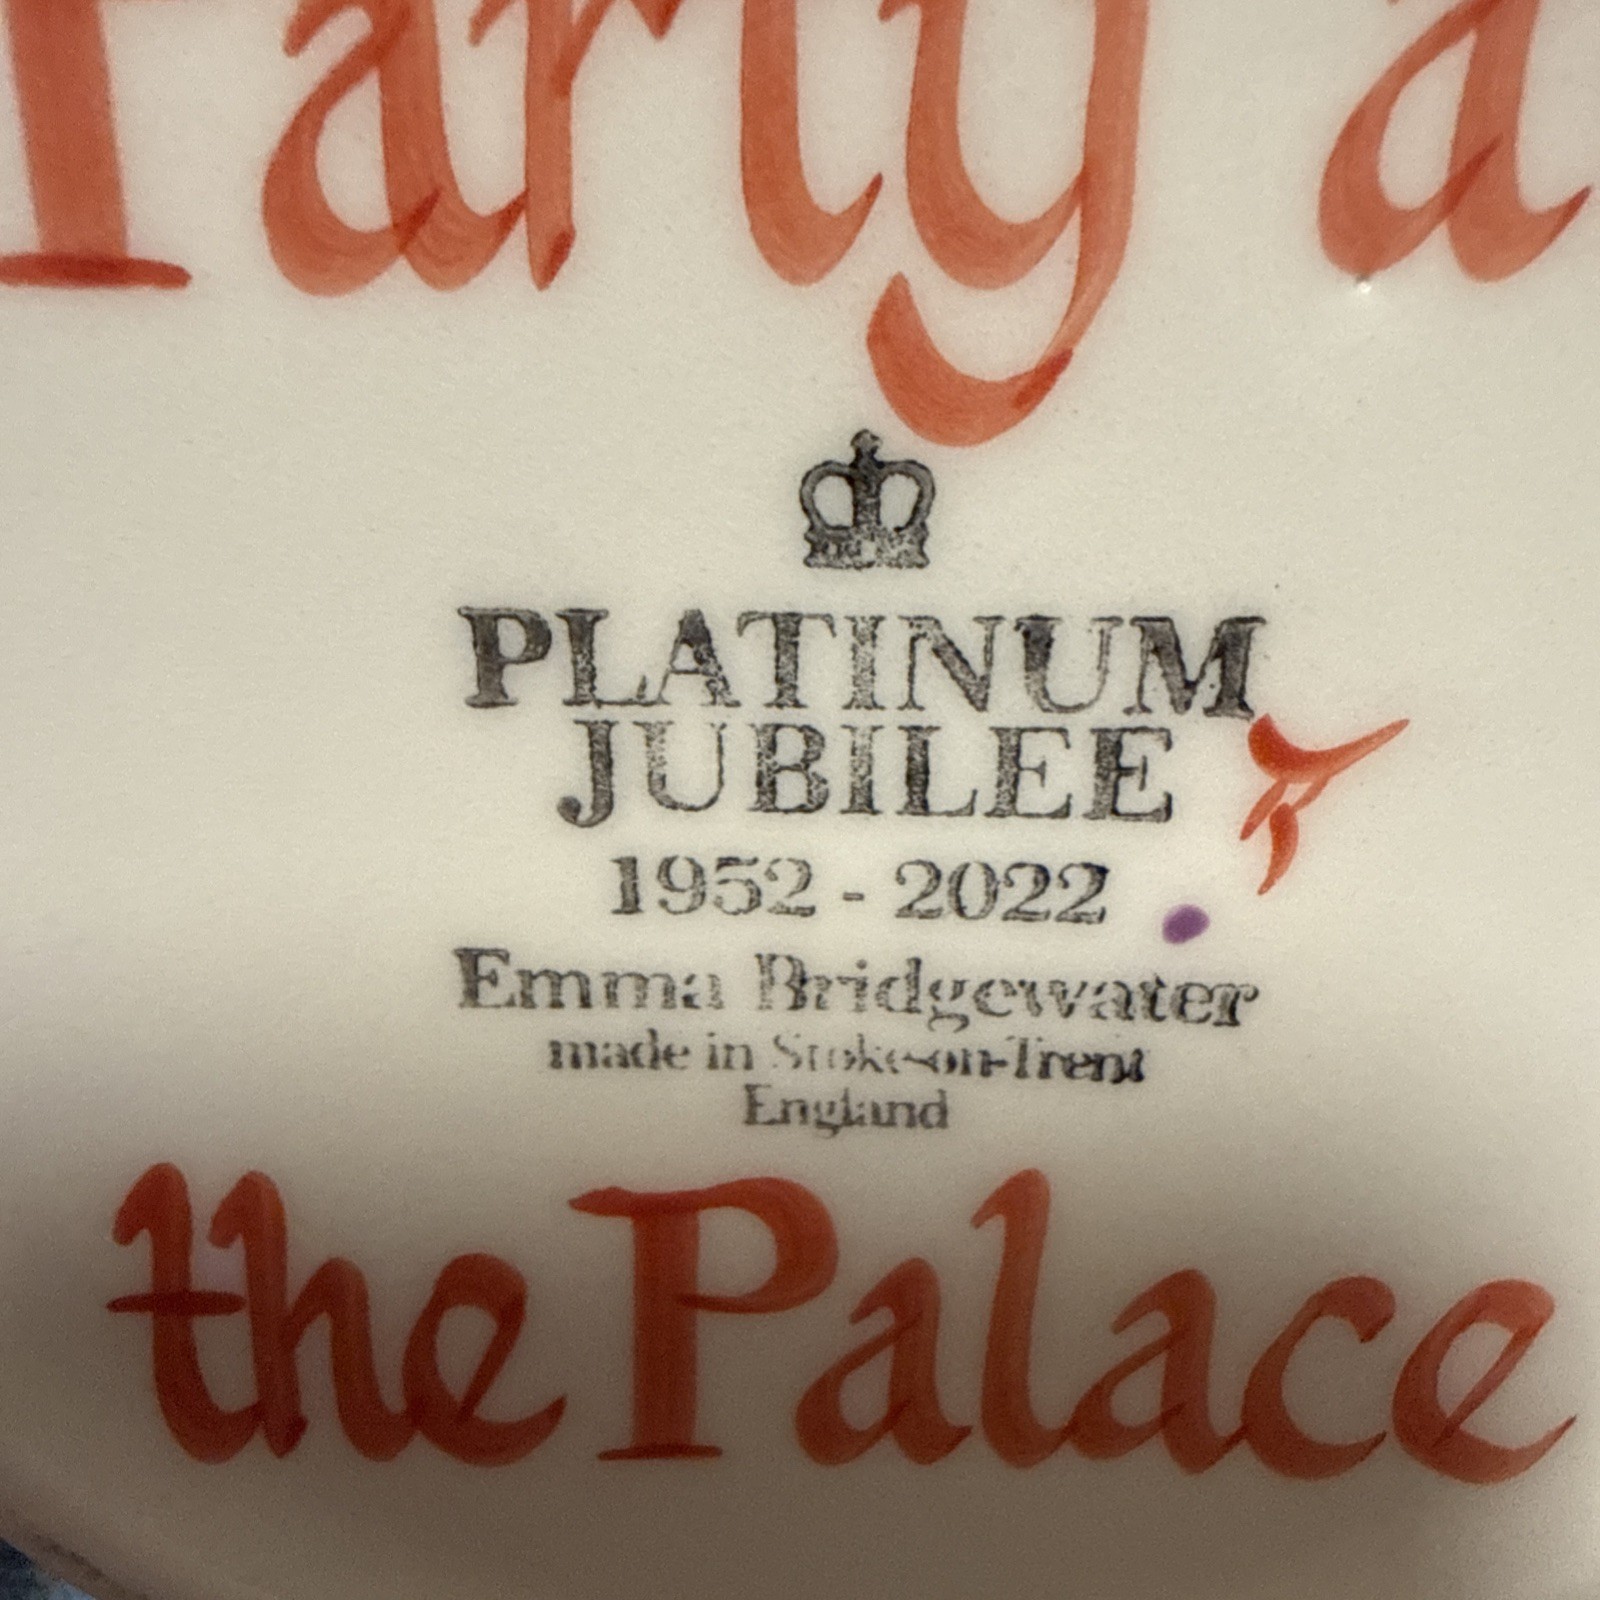 Party a
PLATINUM
JUBILEE
1952 - 2022
Emma Bridgewater
made in Stoke-on-Trent
England
the Palace